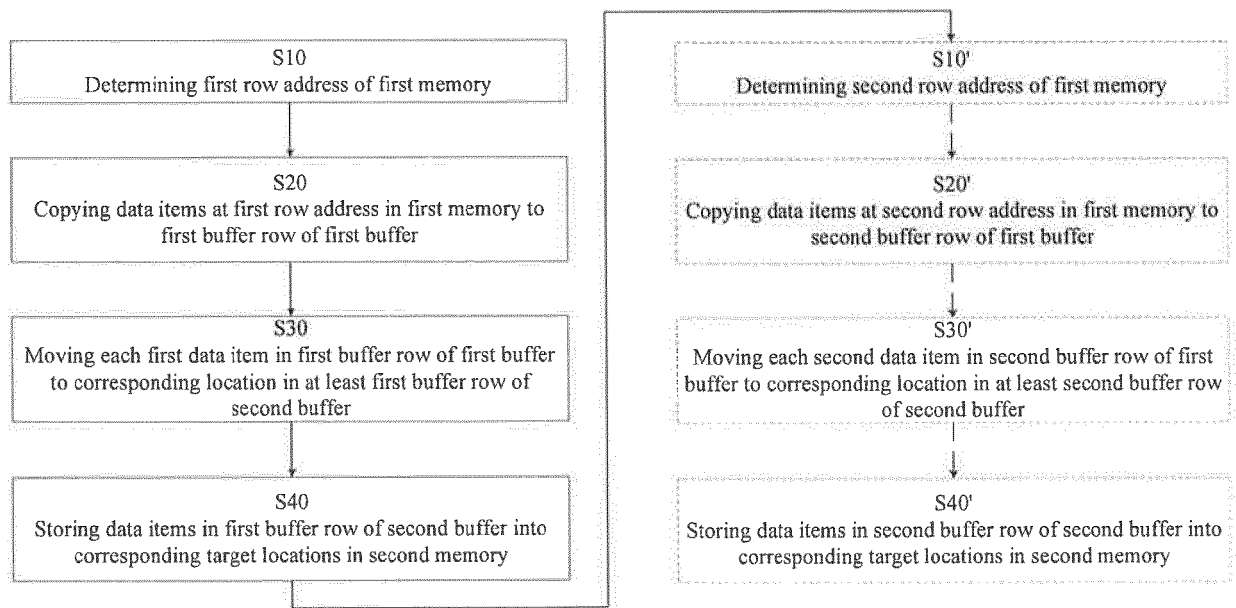 S10
Determining first row address of first memory
S20
Copying data items at first row address in first memory to
first buffer row of first buffer
S30
Moving each first data item in first buffer row of first buffer
to corresponding location in at least first buffer row of
second buffer
S40
Storing data items in first buffer row of second buffer into
corresponding target locations in second memory
S10'
Determining second row address of first memory
S20'
Copying data items at second row address in first memory to
second buffer row of first buffer
S30'
Moving each second data item in second buffer row of first
buffer to corresponding location in at least second buffer row
of second buffer
S40'
Storing data items in second buffer row of second buffer into
corresponding target locations in second memory